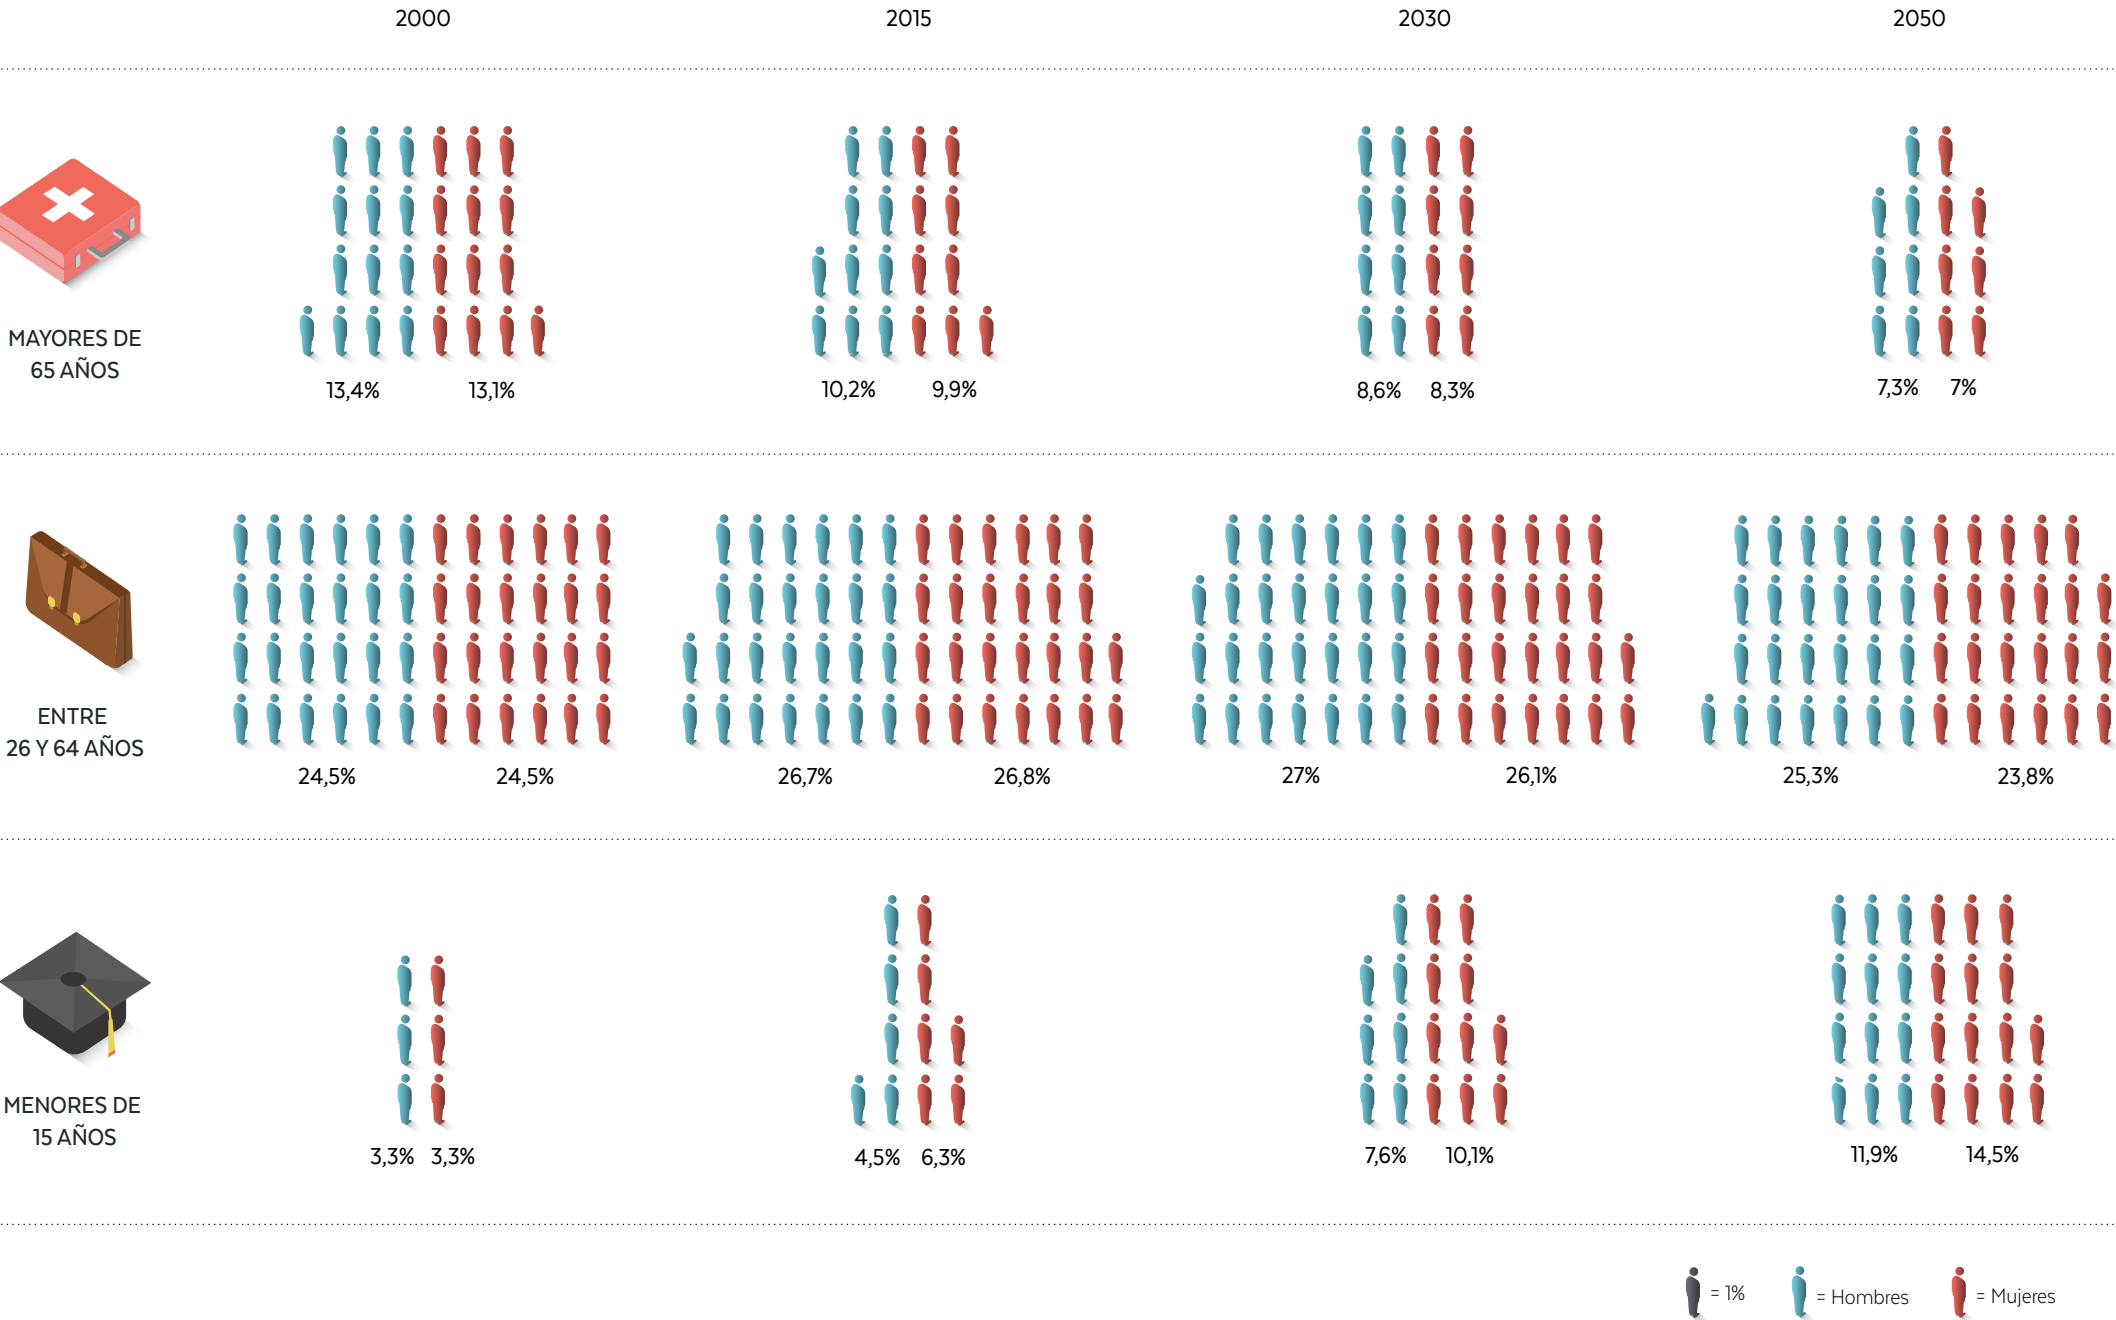 2000 2015 2030 2050
MAYORES DE
65 AÑOS
13,4% 13,1% 10,2% 9,9% 8,6% 8,3% 7,3% 7%
ENTRE
26 Y 64 AÑOS
24,5% 24,5% 26,7% 26,8% 27% 26,1% 25,3% 23,8%
MENORES DE
15 AÑOS
3,3% 3,3% 4,5% 6,3% 7,6% 10,1% 11,9% 14,5%
= 1% = Hombres = Mujeres